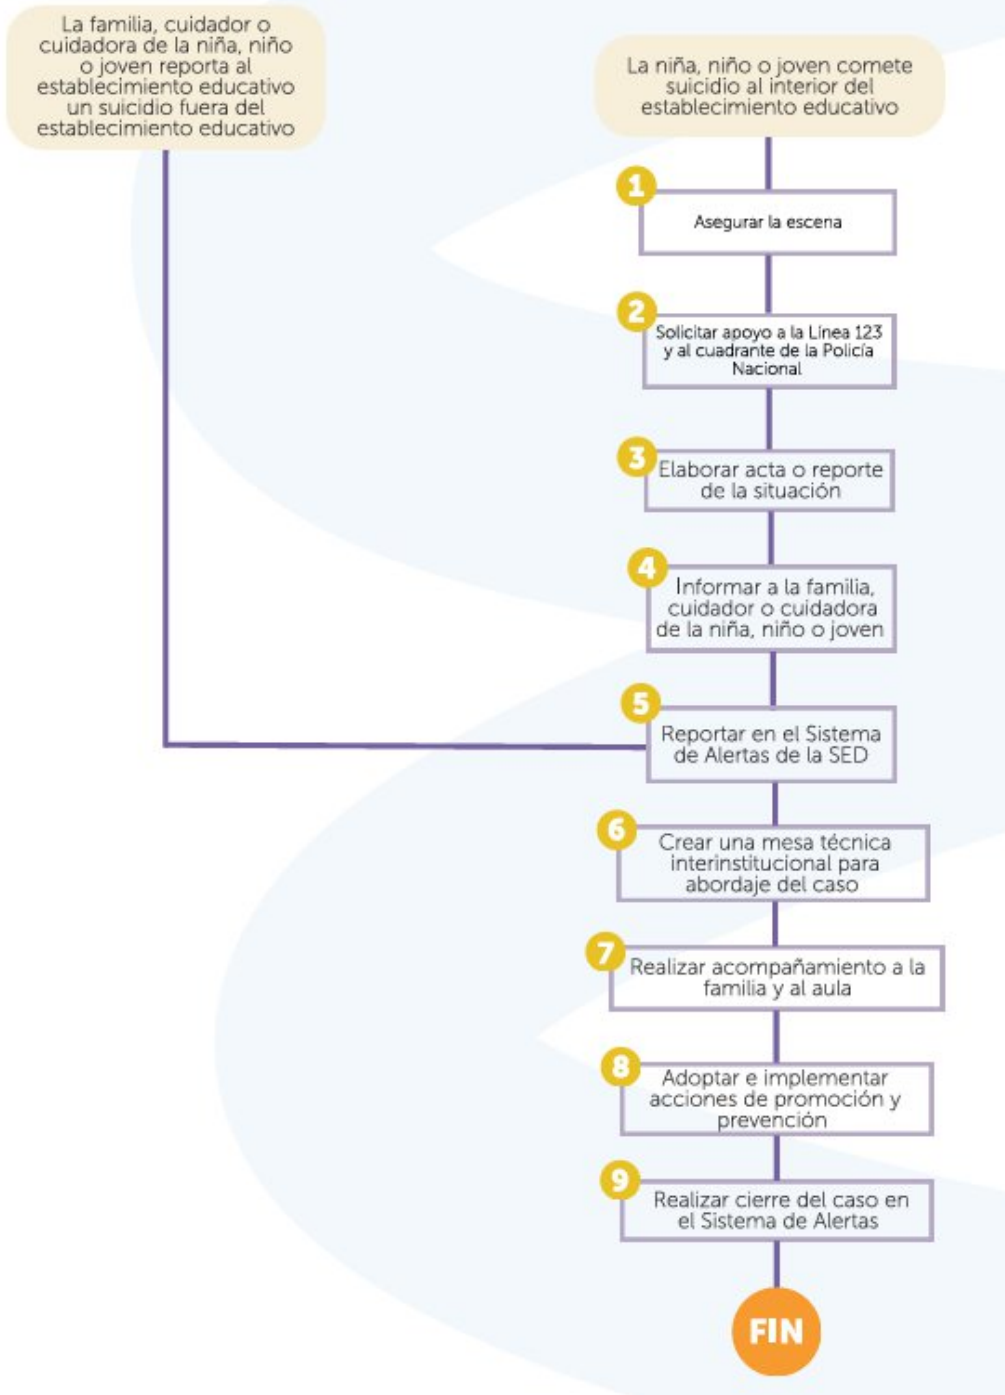 La familia, cuidador o
cuidadora de la niña, niño
o joven reporta al
establecimiento educativo
un suicidio fuera del
establecimiento educativo
La niña, niño o joven comete
suicidio al interior del
establecimiento educativo
1
Asegurar la escena
2
Solicitar apoyo a la Línea 123
y al cuadrante de la Policía
Nacional
3
Elaborar acta o reporte
de la situación
4
Informar a la familia,
cuidador o cuidadora
de la niña, niño o joven
5
Reportar en el Sistema
de Alertas de la SED
6
Crear una mesa técnica
interinstitucional para
abordaje del caso
7
Realizar acompañamiento a la
familia y al aula
8
Adoptar e implementar
acciones de promoción y
prevención
9
Realizar cierre del caso en
el Sistema de Alertas
FIN